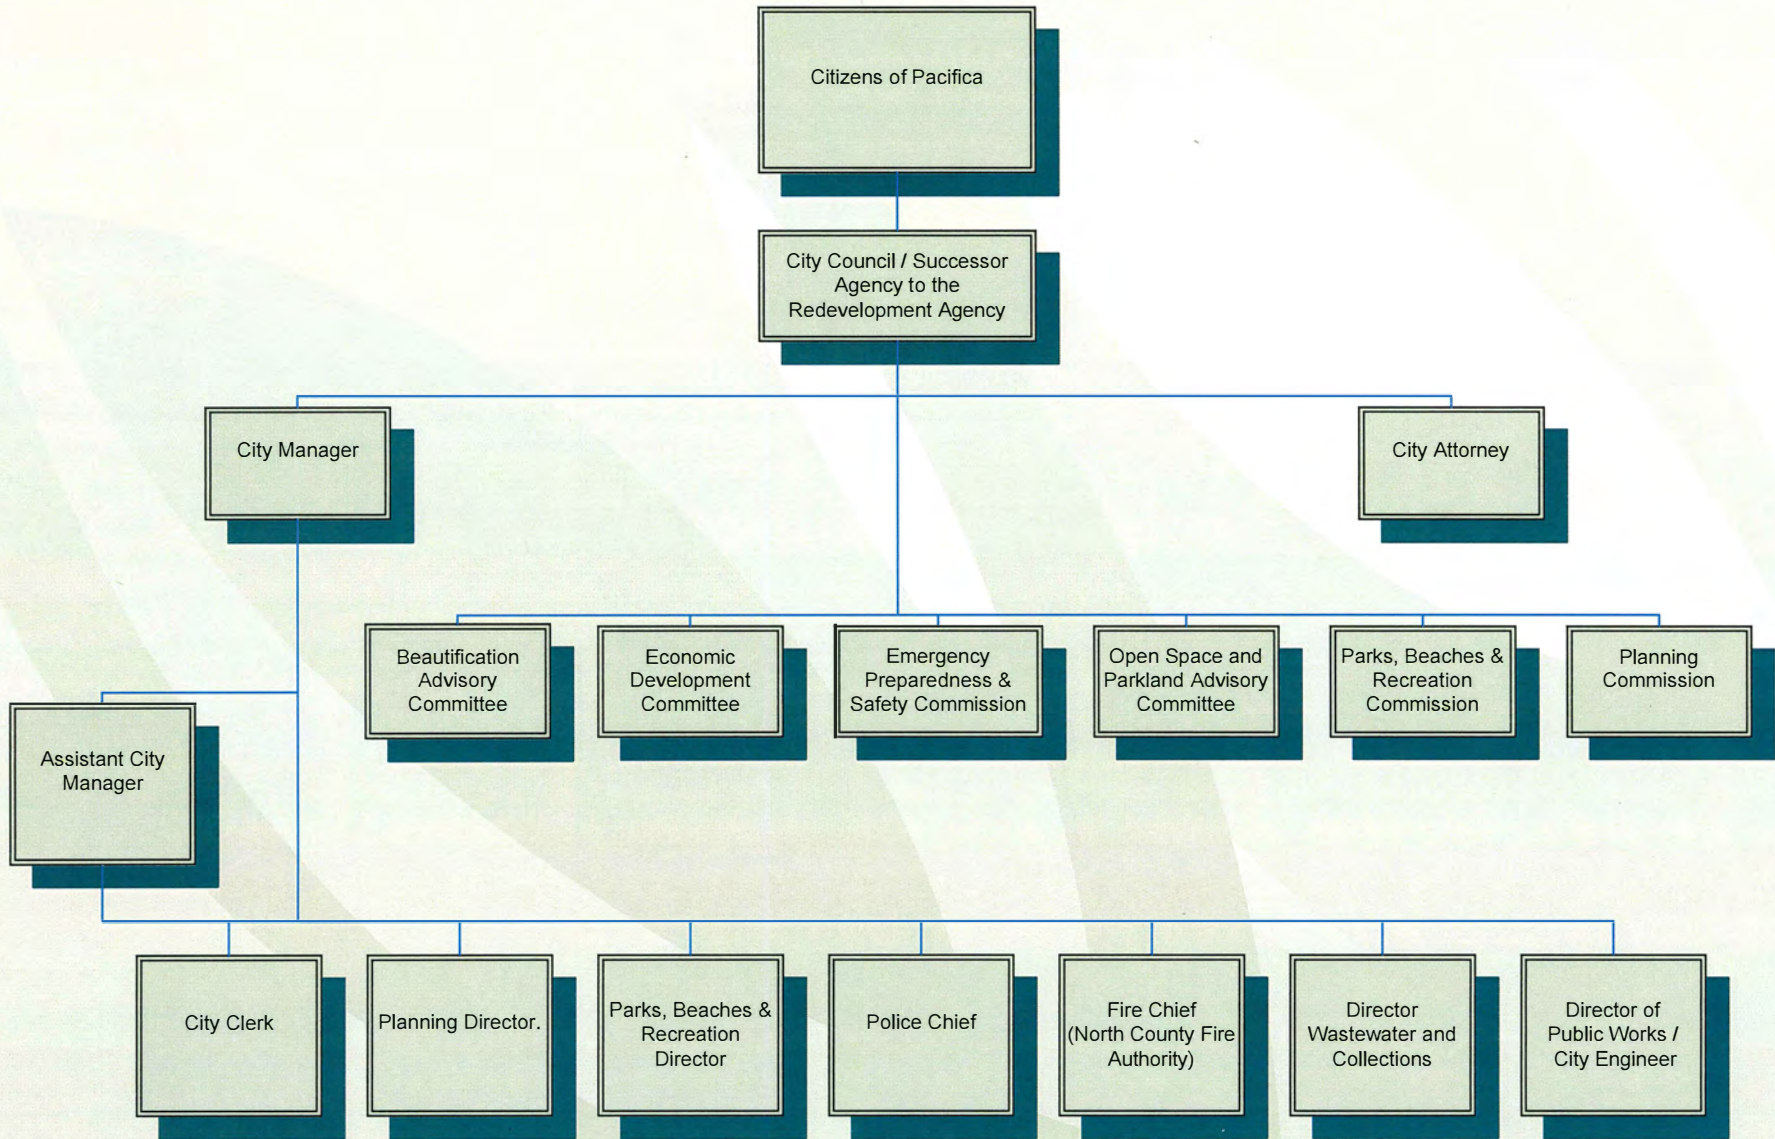 Citizens of Pacifica
City Council / Successor
Agency to the
Redevelopment Agency
City Manager
City Attorney
Beautification
Advisory
Committee
Economic
Development
Committee
Emergency
Preparedness &
Safety Commission
Open Space and
Parkland Advisory
Committee
Parks, Beaches &
Recreation
Commission
Planning
Commission
Assistant City
Manager
City Clerk
Planning Director.
Parks, Beaches &
Recreation
Director
Police Chief
Fire Chief
(North County Fire
Authority)
Director
Wastewater and
Collections
Director of
Public Works /
City Engineer